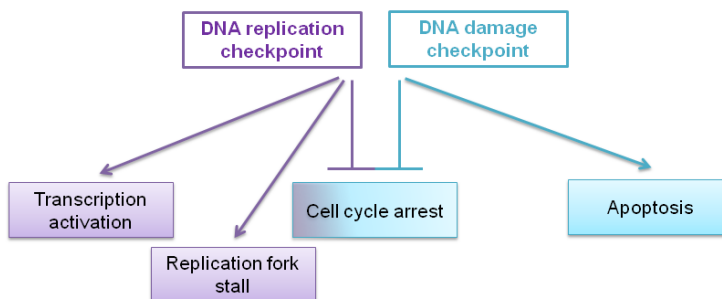 DNA replication
checkpoint
DNA damage
checkpoint
Transcription
activation
Replication fork
stall
Cell cycle arrest
Apoptosis